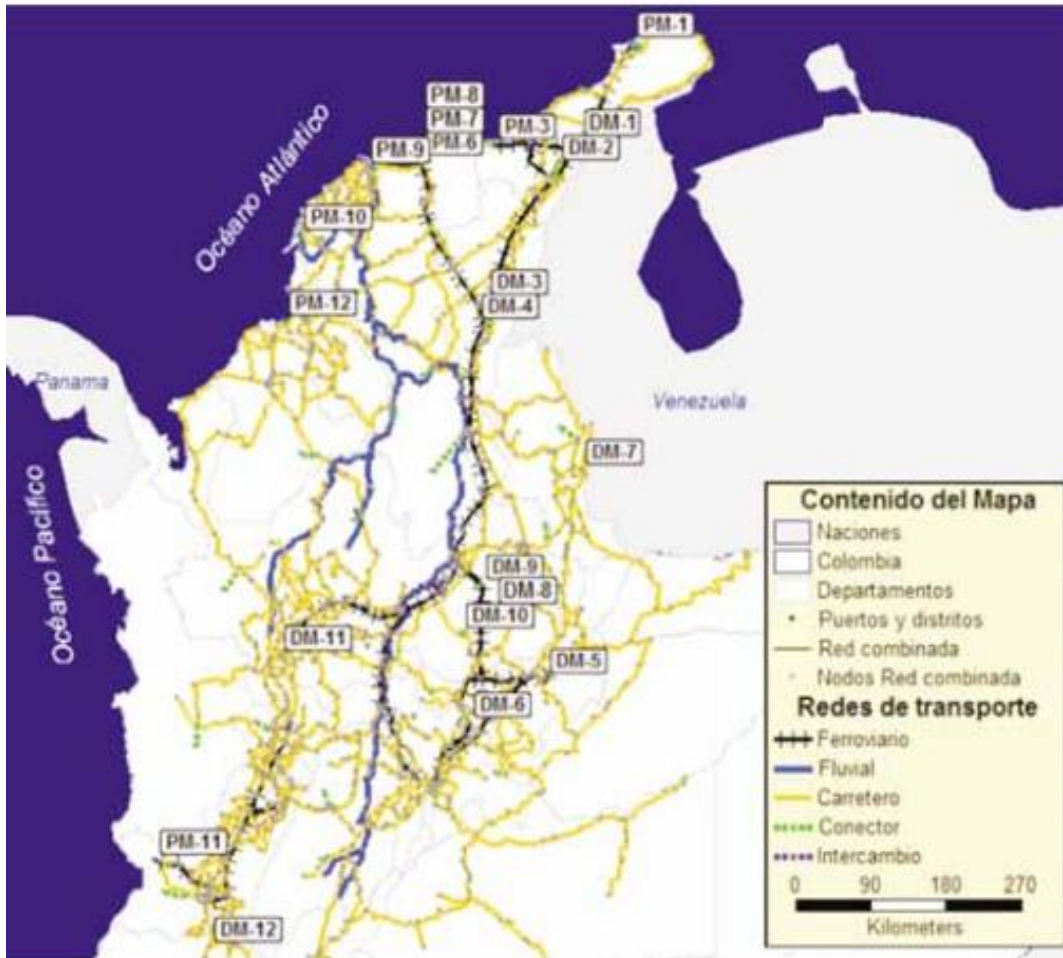 PM-1
PM-8
PM-7
PM-6
PM-3
DM-1
DM-2
PM-9
Océano Atlántico
PM-10
DM-3
DM-4
PM-12
Panama
Venezuela
DM-7
Océano Pacífico
DM-9
DM-8
DM-10
DM-11
DM-5
DM-6
PM-11
DM-12
Contenido del Mapa
Naciones
Colombia
Departamentos
Puertos y distritos
Red combinada
Nodos Red combinada
Redes de transporte
Ferroviario
Fluvial
Carretero
Conector
Intercambio
0 90 180 270
Kilometers